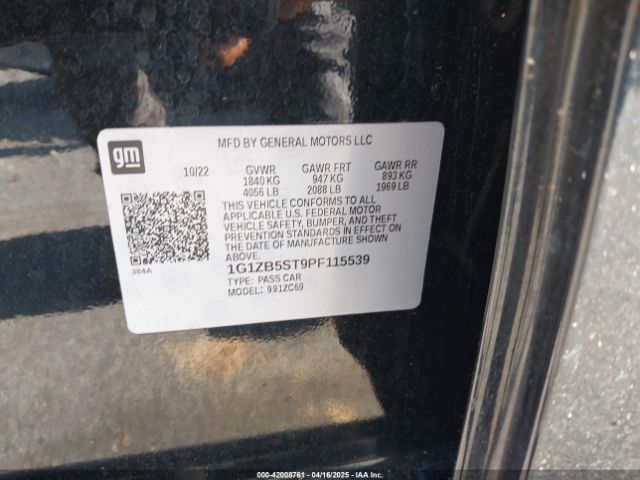 MFD BY GENERAL MOTORS LLC
gm
10/22
GVWR GAWR FRT GAWR RR
1840 KG 947 KG 893 KG
4056 LB 2088 LB 1969 LB
THIS VEHICLE CONFORMS TO ALL
APPLICABLE U.S. FEDERAL MOTOR
VEHICLE SAFETY, BUMPER, AND THEFT
PREVENTION STANDARDS IN EFFECT ON
THE DATE OF MANUFACTURE SHOWN
ABOVE.
384A
1G1ZB5ST9PF115539
TYPE: PASS CAR
MODEL: 991ZC69
000-42008761 - 04/16/2025 - IAA Inc.